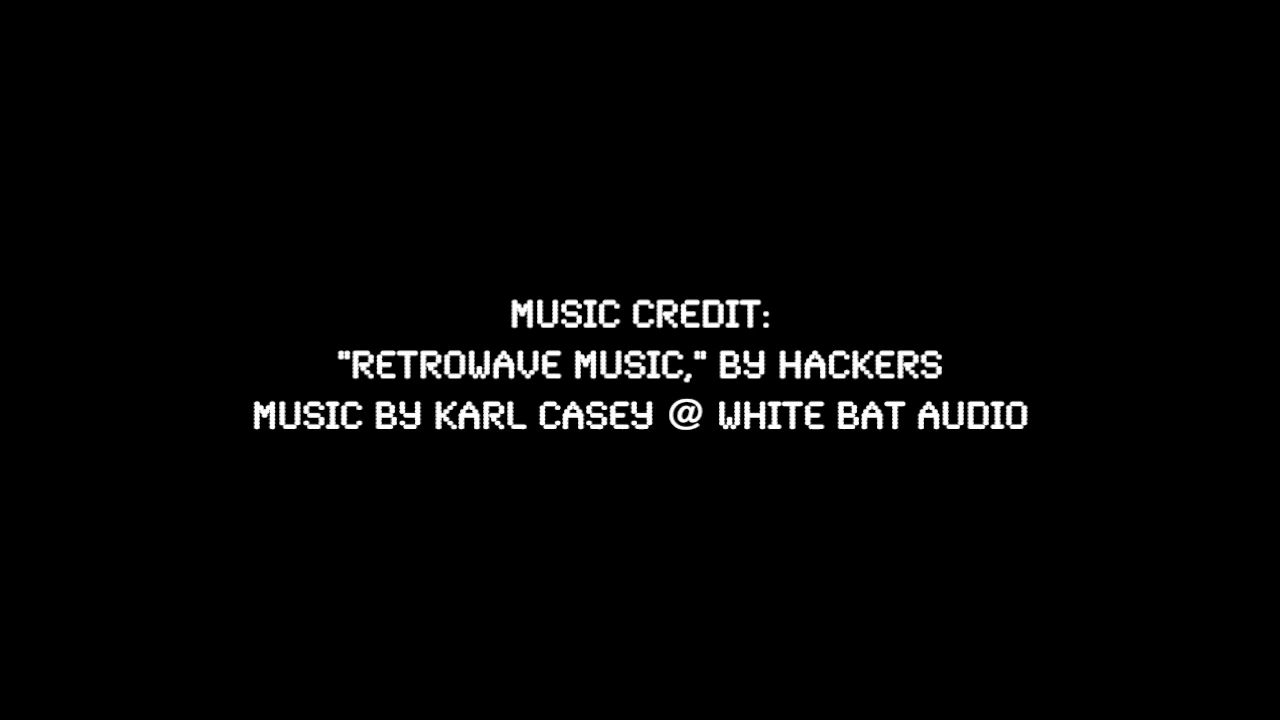 MUSIC CREDIT:
"RETROWAVE MUSIC," BY HACKERS
MUSIC BY KARL CASEY @ WHITE BAT AUDIO